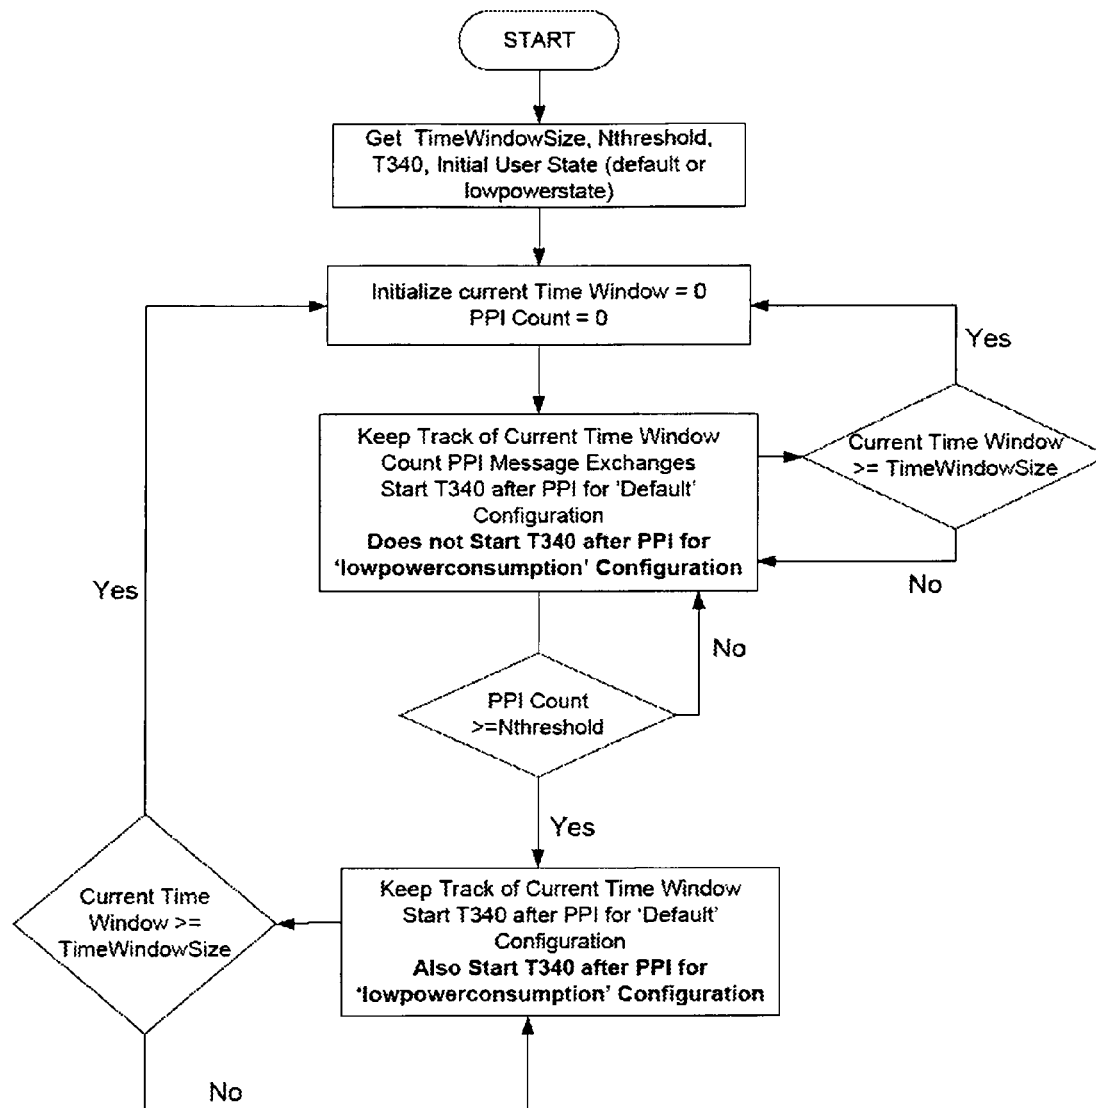 START
Get TimeWindowSize, Nthreshold,
T340, Initial User State (default or
lowpowerstate)
Initialize current Time Window = 0
PPI Count = 0
Yes
Keep Track of Current Time Window
Count PPI Message Exchanges
Start T340 after PPI for 'Default'
Configuration
Does not Start T340 after PPI for
'lowpowerconsumption' Configuration
Current Time Window
>= TimeWindowSize
No
Yes
No
PPI Count
>=Nthreshold
Yes
Keep Track of Current Time Window
Start T340 after PPI for 'Default'
Configuration
Also Start T340 after PPI for
'lowpowerconsumption' Configuration
Current Time
Window >=
TimeWindowSize
No